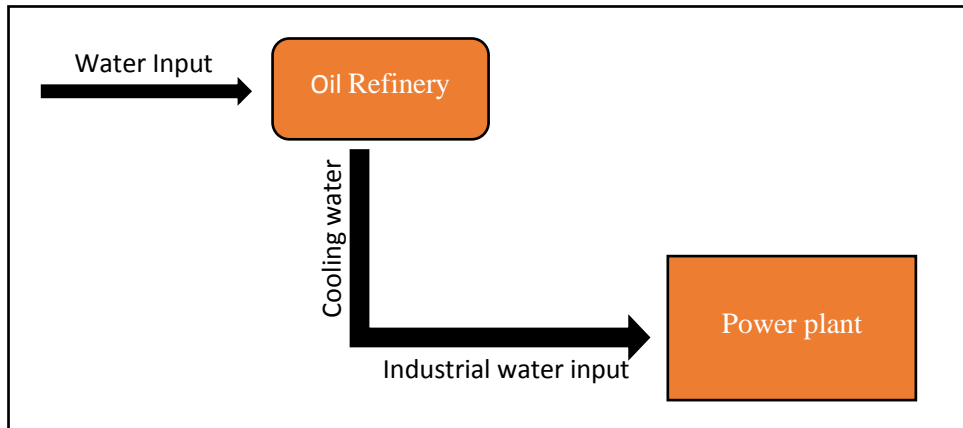 Water Input
Oil Refinery
Cooling water
Power plant
Industrial water input